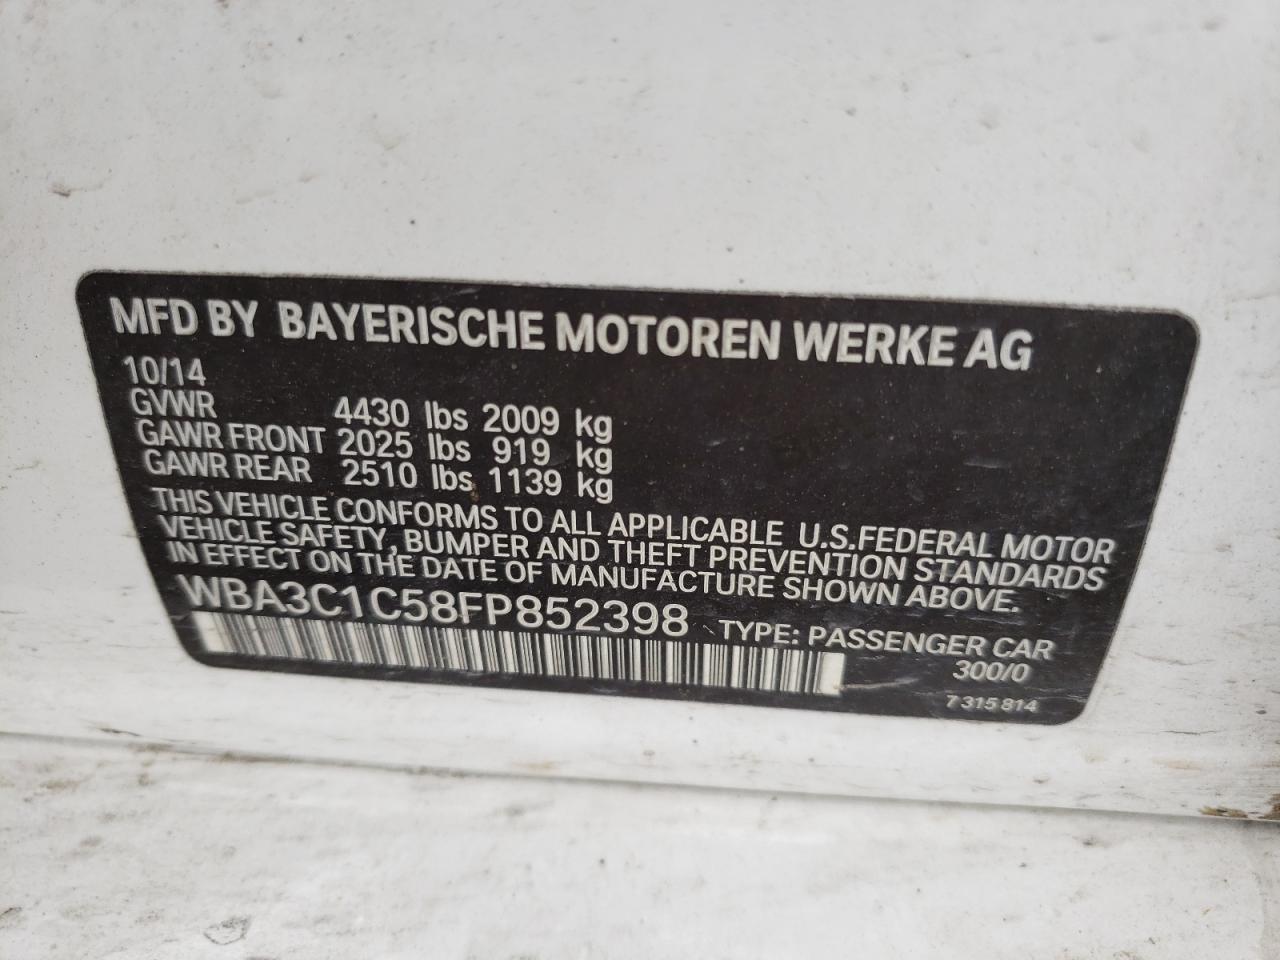 MFD BY BAYERISCHE MOTOREN WERKE AG
10/14
GVWR 4430 lbs 2009 kg
GAWR FRONT 2025 lbs 919 kg
GAWR REAR 2510 lbs 1139 kg
THIS VEHICLE CONFORMS TO ALL APPLICABLE U.S.FEDERAL MOTOR
VEHICLE SAFETY, BUMPER AND THEFT PREVENTION STANDARDS
IN EFFECT ON THE DATE OF MANUFACTURE SHOWN ABOVE.
WBA3C1C58FP852398 TYPE: PASSENGER CAR
300/0
7 315 814